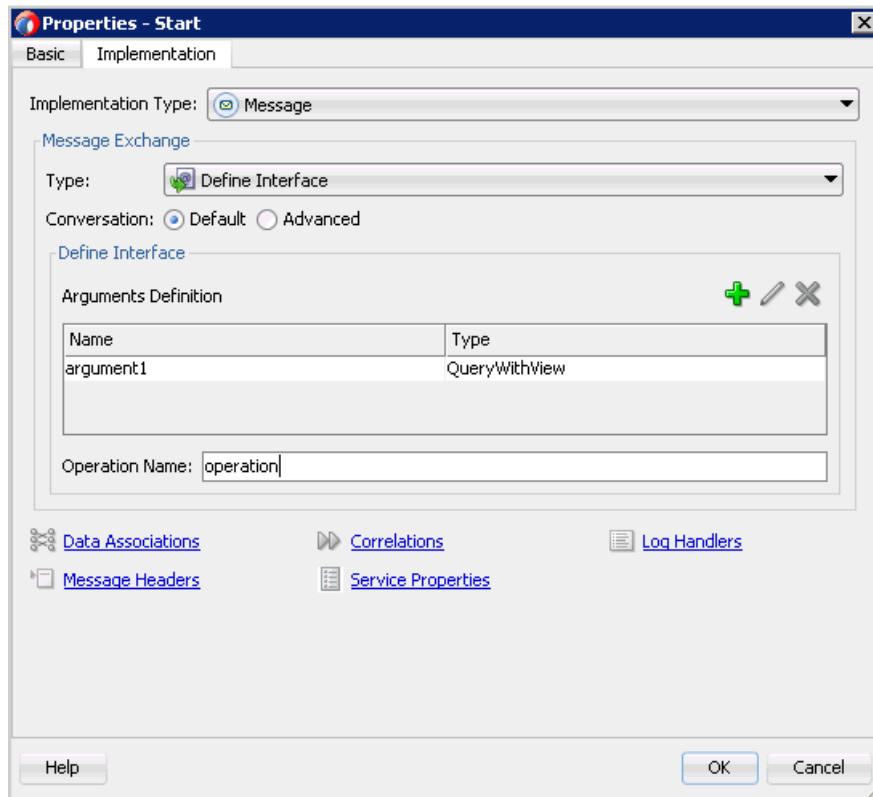 Properties - Start
Basic Implementation
Implementation Type: Message
Message Exchange
Type: Define Interface
Conversation: Default Advanced
Define Interface
Arguments Definition
Name Type
argument1 QueryWithView
Operation Name: operation
Data Associations Correlations Log Handlers
Message Headers Service Properties
Help OK Cancel